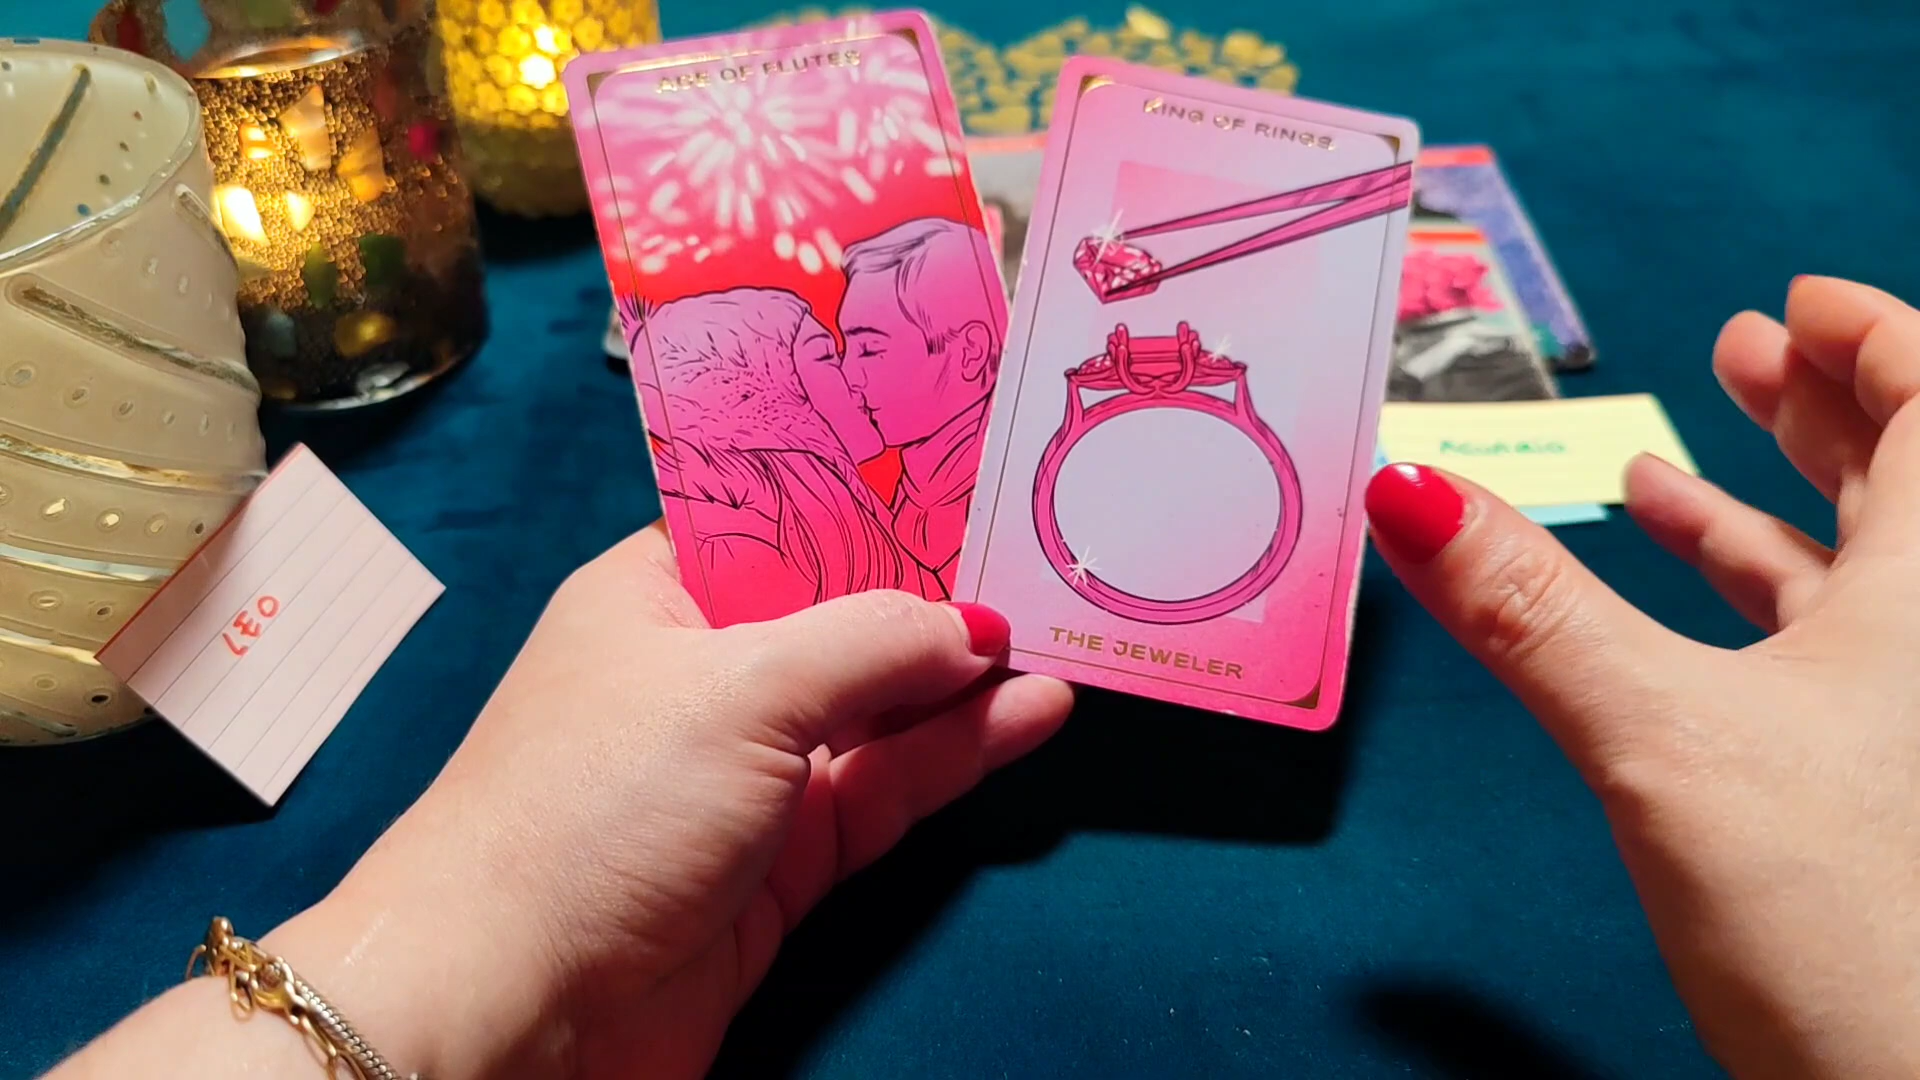 ACE OF FLUTES
KING OF RINGS
THE JEWELER
LEO